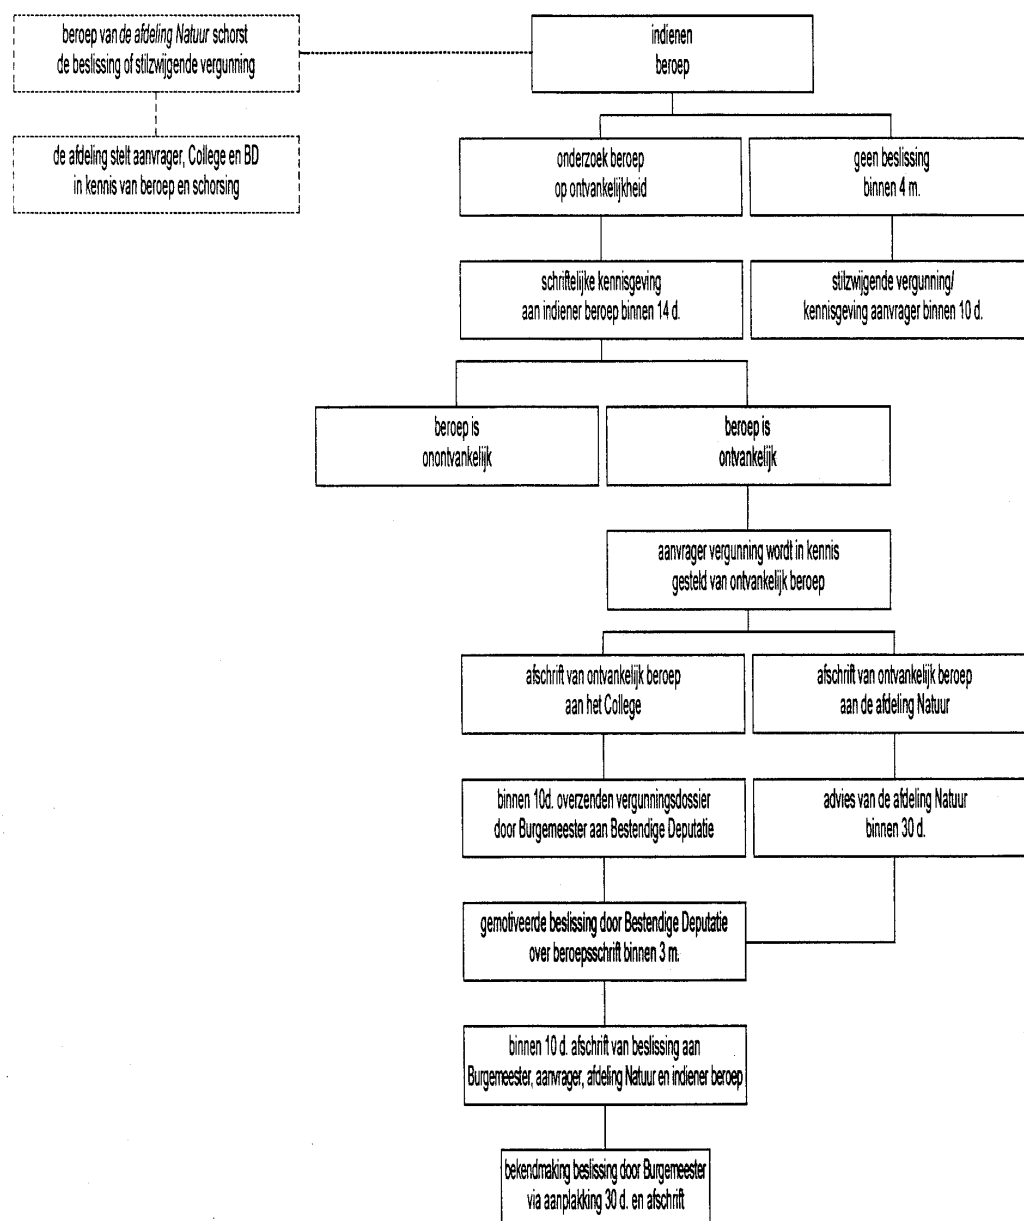 beroep van de afdeling Natuur schorst
de beslissing of stilzwijgende vergunning
indienen
beroep
de afdeling stelt aanvrager, College en BD
in kennis van beroep en schorsing
onderzoek beroep
op ontvankelijkheid
geen beslissing
binnen 4 m.
schriftelijke kennisgeving
aan indiener beroep binnen 14 d.
stilzwijgende vergunning/
kennisgeving aanvrager binnen 10 d.
beroep is
onontvankelijk
beroep is
ontvankelijk
aanvrager vergunning wordt in kennis
gesteld van ontvankelijk beroep
afschrift van ontvankelijk beroep
aan het College
afschrift van ontvankelijk beroep
aan de afdeling Natuur
binnen 10d. overzenden vergunningsdossier
door Burgemeester aan Bestendige Deputatie
advies van de afdeling Natuur
binnen 30 d.
gemotiveerde beslissing door Bestendige Deputatie
over beroepsschrift binnen 3 m.
binnen 10 d. afschrift van beslissing aan
Burgemeester, aanvrager, afdeling Natuur en indiener beroep
bekendmaking beslissing door Burgemeester
via aanplakking 30 d. en afschrift